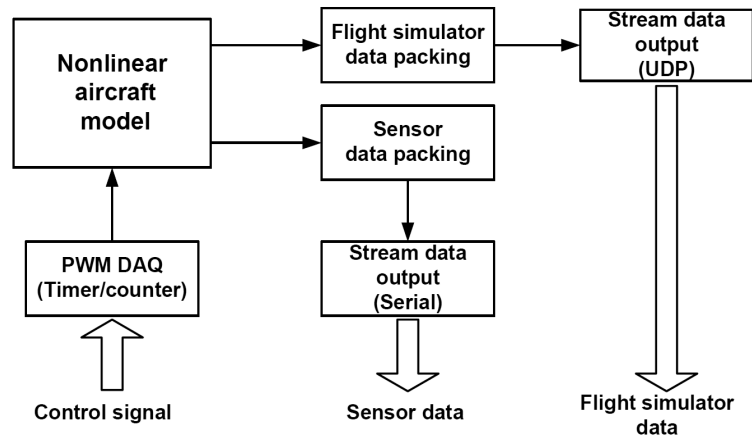 Nonlinear
aircraft
model
Flight simulator
data packing
Stream data
output
(UDP)
Sensor
data packing
PWM DAQ
(Timer/counter)
Stream data
output
(Serial)
Control signal
Sensor data
Flight simulator
data